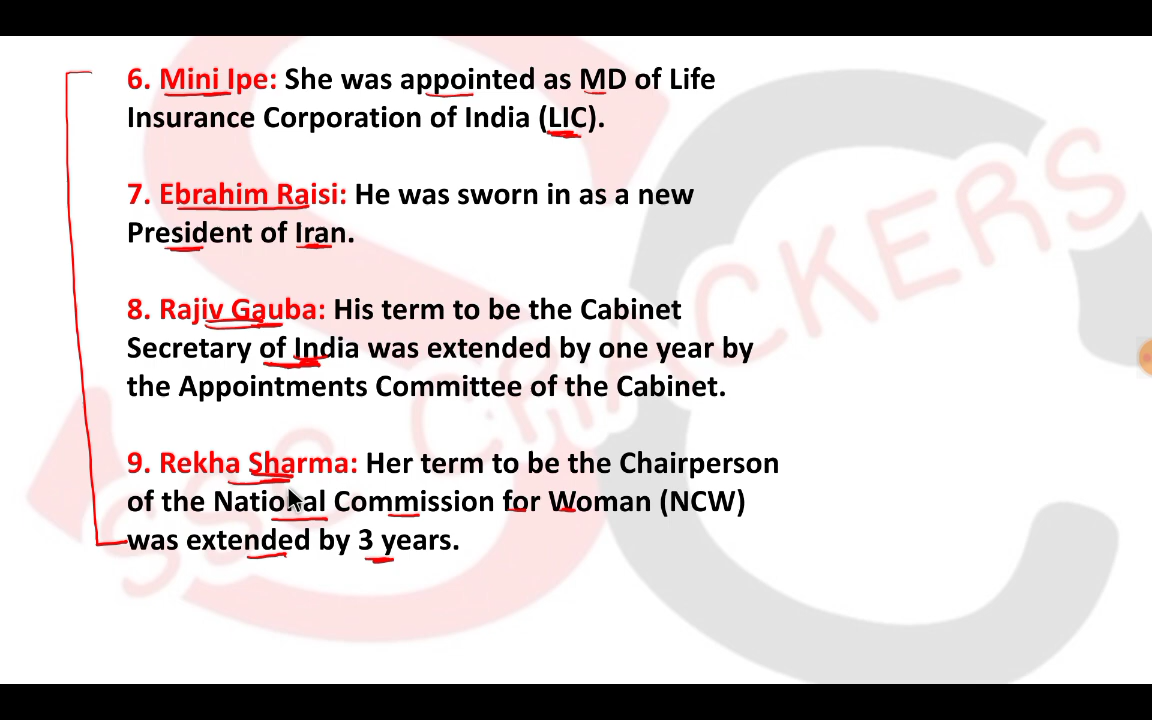 6. Mini Ipe: She was appointed as MD of Life
Insurance Corporation of India (LIC).
7. Ebrahim Raisi: He was sworn in as a new
President of Iran.
8. Rajiv Gauba: His term to be the Cabinet
Secretary of India was extended by one year by
the Appointments Committee of the Cabinet.
9. Rekha Sharma: Her term to be the Chairperson
of the National Commission for Woman (NCW)
was extended by 3 years.
SSC CRACKERS